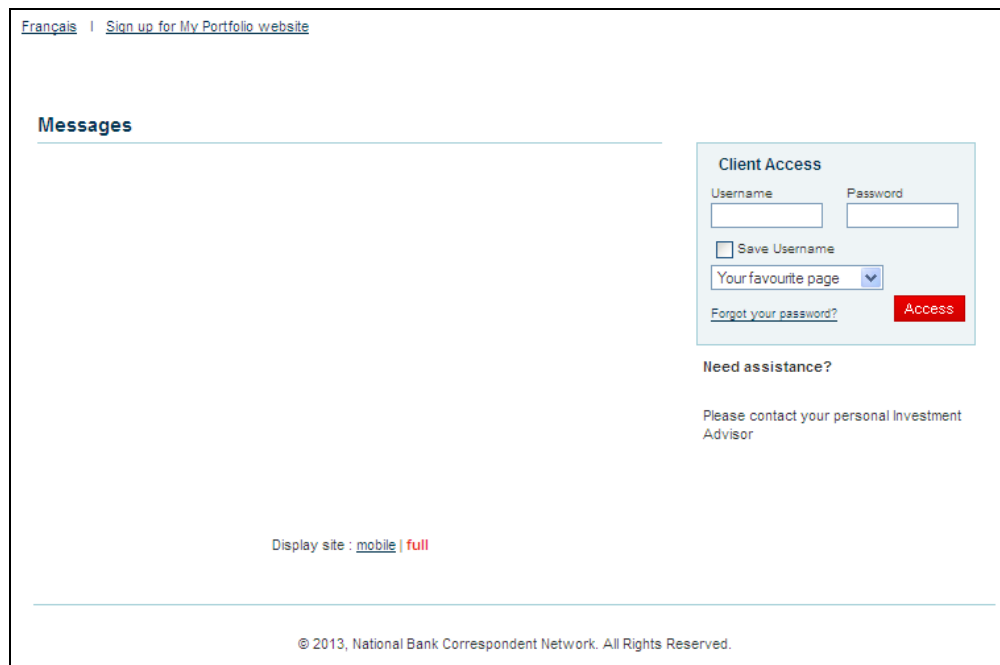 Français | Sign up for My Portfolio website
Messages
Client Access
Username Password
Save Username
Your favourite page
Forgot your password? Access
Need assistance?
Please contact your personal Investment
Advisor
Display site : mobile | full
© 2013, National Bank Correspondent Network. All Rights Reserved.